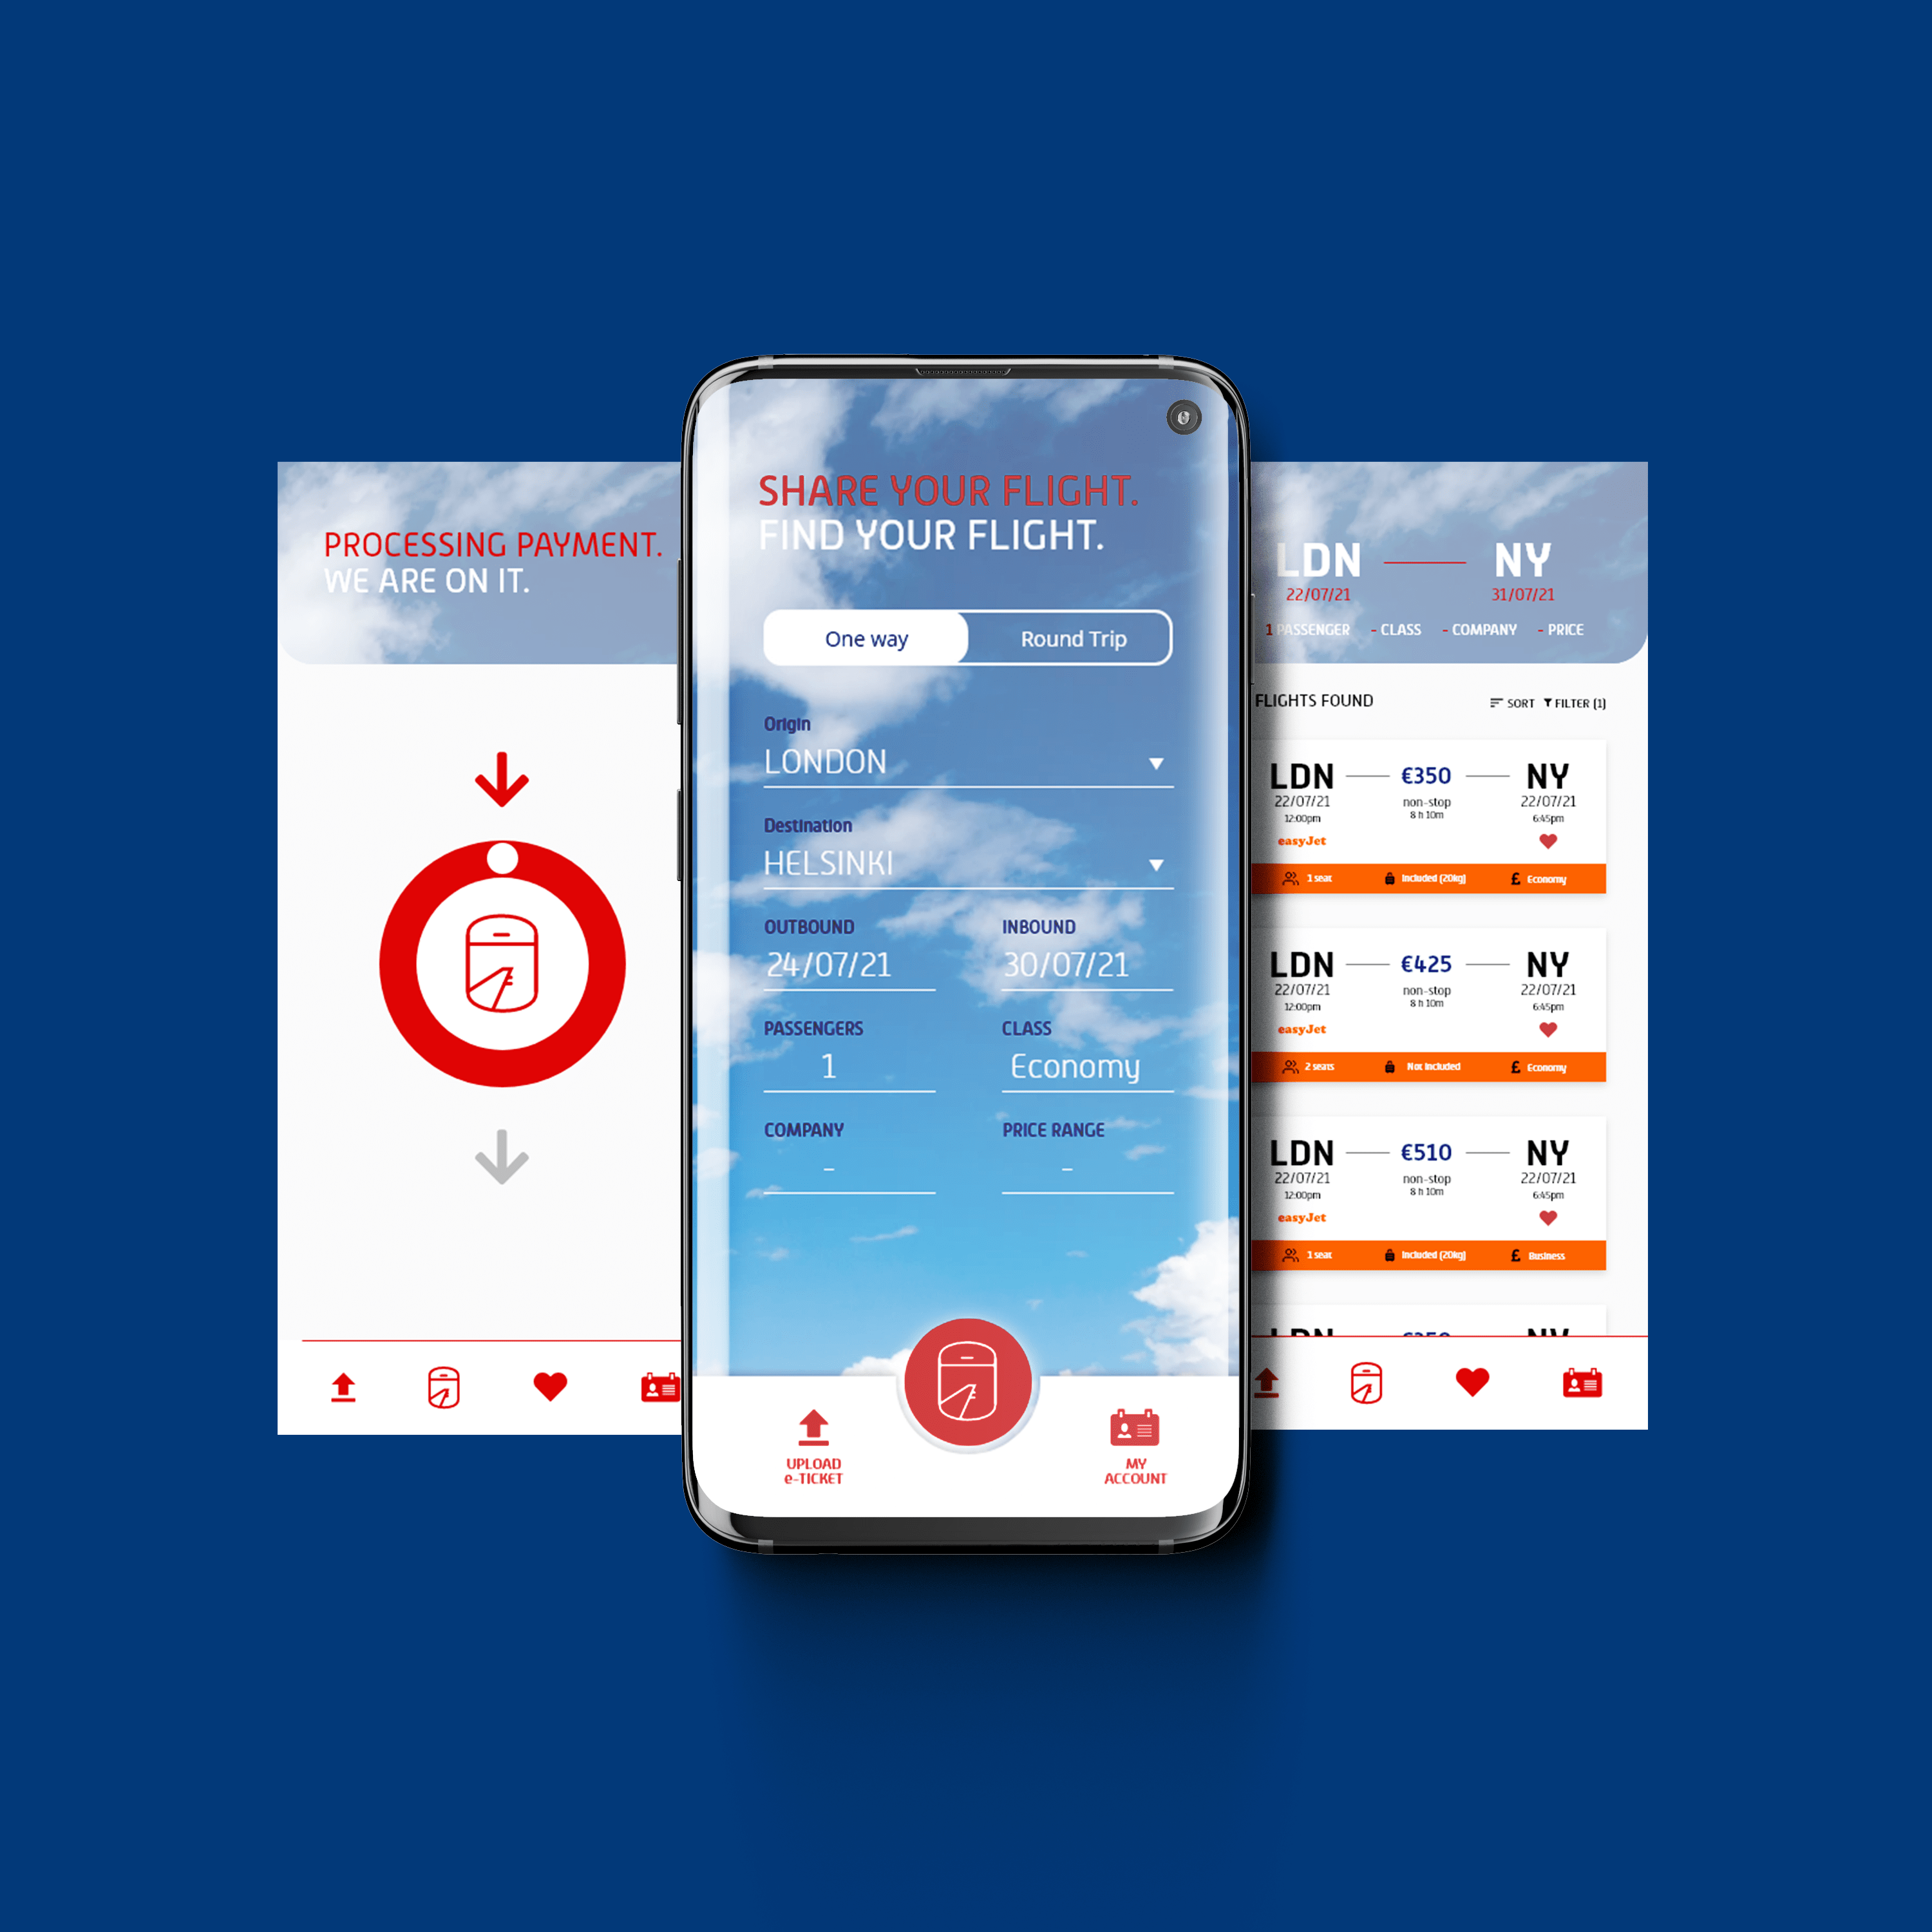 PROCESSING PAYMENT.
WE ARE ON IT.
SHARE YOUR FLIGHT.
FIND YOUR FLIGHT.
One way Round Trip
Origin
LONDON
Destination
HELSINKI
OUTBOUND INBOUND
24/07/21 30/07/21
PASSENGERS CLASS
1 Economy
COMPANY PRICE RANGE
- -
UPLOAD
e-TICKET
MY
ACCOUNT
LDN NY
22/07/21 31/07/21
1 PASSENGER - CLASS - COMPANY - PRICE
FLIGHTS FOUND SORT FILTER (1)
LDN €350 NY
22/07/21 non-stop 22/07/21
12:00pm 8 h 10m 6:45pm
easyJet
1 seat Included (20kg) £ Economy
LDN €425 NY
22/07/21 non-stop 22/07/21
12:00pm 8 h 10m 6:45pm
easyJet
2 seats Not Included £ Economy
LDN €510 NY
22/07/21 non-stop 22/07/21
12:00pm 8 h 10m 6:45pm
easyJet
1 seat Included (20kg) £ Business
LDN NY